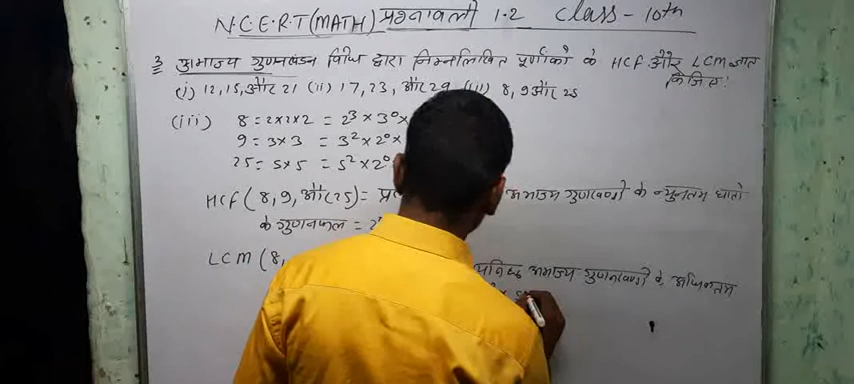 N.C.E.R.T(MATH) प्रश्नावली 1.2 Class - 10th
3 अभाज्य गुणनखंडन विधि द्वारा निम्नलिखित पूर्णांको के HCF और LCM ज्ञात कीजिए:
(i) 12, 15, और 21 (ii) 17, 23, और 29 (iii) 8, 9 और 25
(iii) 8 = 2×2×2 = 2³ × 3⁰ ×
9 = 3×3 = 3² × 2⁰ ×
25 = 5×5 = 5² × 2⁰
HCF (8, 9, और 25) = अभाज्य गुणनखण्डो के न्युनतम घातो
के गुणनफल =
LCM (8, अभाज्य गुणनखण्डो के अधिकतम